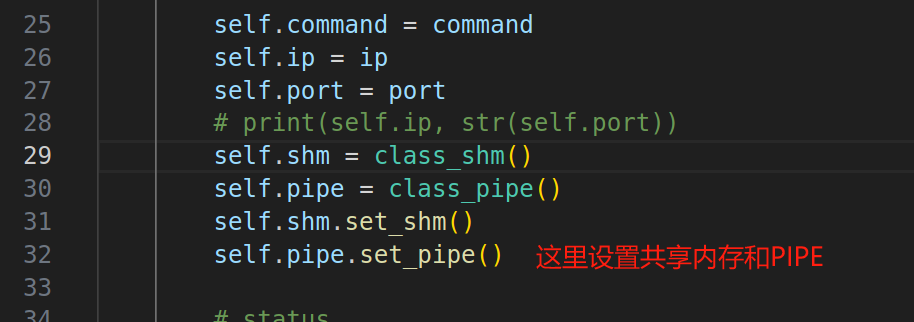 25 self.command = command
26 self.ip = ip
27 self.port = port
28 # print(self.ip, str(self.port))
29 self.shm = class_shm()
30 self.pipe = class_pipe()
31 self.shm.set_shm()
32 self.pipe.set_pipe() 这里设置共享内存和PIPE
33
34 # status